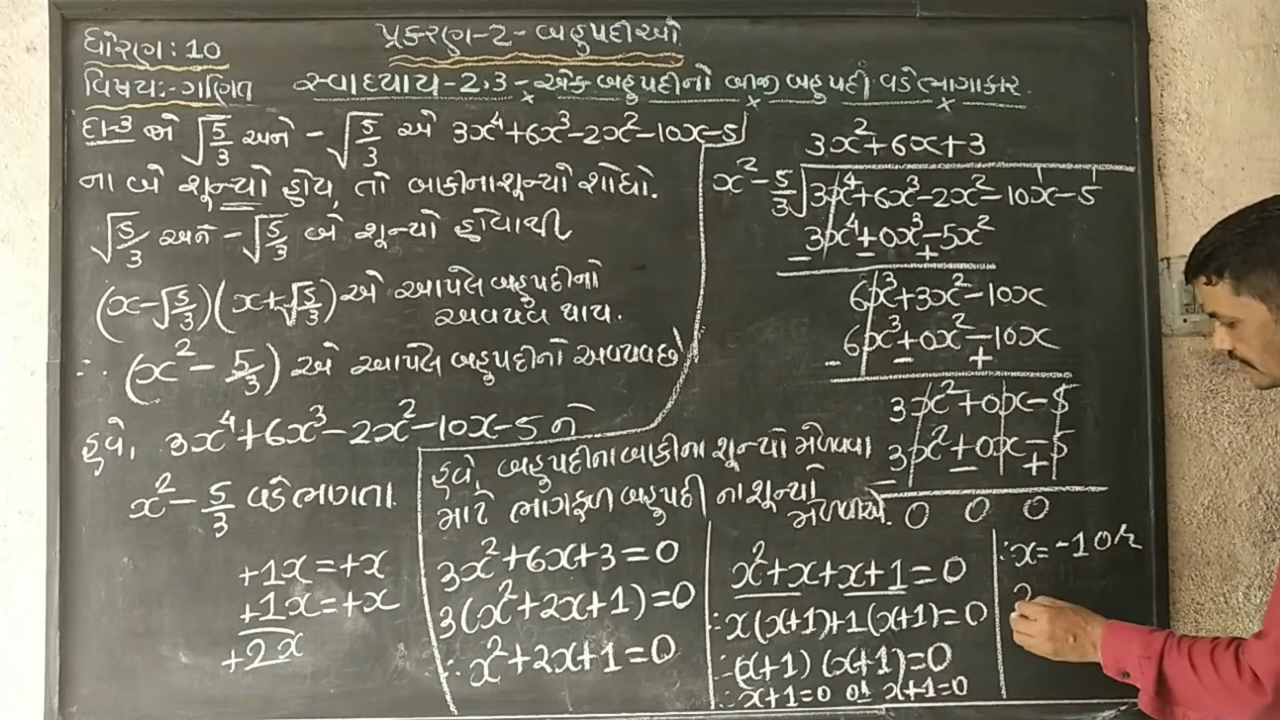 ધોરણ: 10
પ્રકરણ-2-બહુપદીઓ
વિષય:-ગણિત
સ્વાધ્યાય-2.3-એક બહુપદીનો બીજી બહુપદી વડે ભાગાકાર
દા-3 જો √5/3 અને -√5/3 એ 3x⁴+6x³-2x²-10x-5
ના બે શૂન્યો હોય, તો બાકીના શૂન્યો શોધો.
√5/3 અને -√5/3 બે શૂન્યો હોવાથી
(x-√5/3)(x+√5/3) એ આપેલ બહુપદીનો
અવયવ થાય.
∴ (x² - 5/3) એ આપેલ બહુપદીનો અવયવ છે
હવે, 3x⁴+6x³-2x²-10x-5 ને
x² - 5/3 વડે ભાગતા.
+1x=+x
+1x=+x
+2x
3x²+6x+3
x²-5/3 3x⁴+6x³-2x²-10x-5
3x⁴+0x³-5x²
- - +
6x³+3x²-10x
6x³+0x²-10x
- - +
3x²+0x-5
3x²+0x-5
- - +
0 0 0
હવે, બહુપદીના બાકીના શૂન્યો મેળવવા
માટે ભાગફળ બહુપદી ના શૂન્યો
મેળવીએ.
3x²+6x+3=0
3(x²+2x+1)=0
∴ x²+2x+1=0
x²+x+x+1=0
∴ x(x+1)+1(x+1)=0
∴ (x+1) (x+1)=0
∴ x+1=0 or x+1=0
∴ x=-1 or